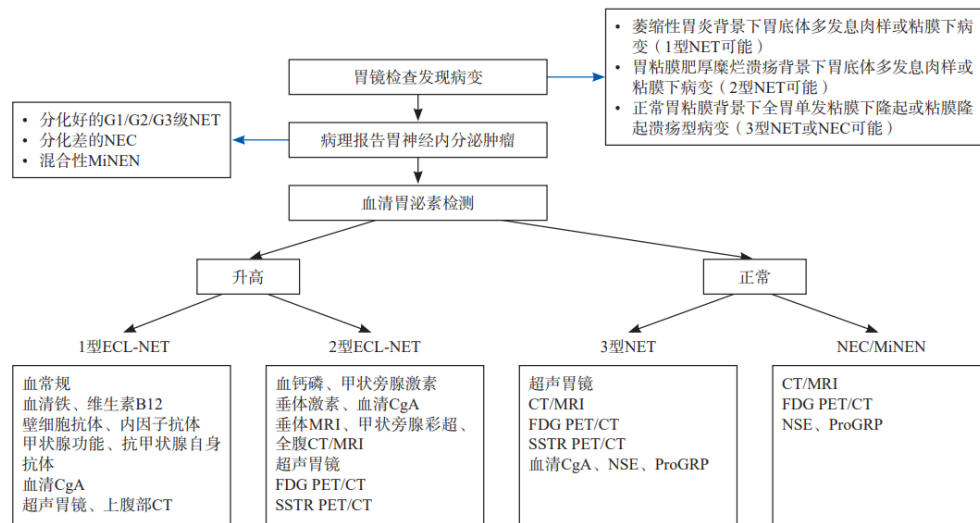 • 萎缩性胃炎背景下胃底体多发息肉样或粘膜下病
变（1型NET可能）
• 胃粘膜肥厚糜烂溃疡背景下胃底体多发息肉样或
粘膜下病变（2型NET可能）
• 正常胃粘膜背景下全胃单发粘膜下隆起或粘膜隆
起溃疡型病变（3型NET或NEC可能）
胃镜检查发现病变
• 分化好的G1/G2/G3级NET
• 分化差的NEC
• 混合性MiNEN
病理报告胃神经内分泌肿瘤
血清胃泌素检测
升高
正常
1型ECL-NET
血常规
血清铁、维生素B12
壁细胞抗体、内因子抗体
甲状腺功能、抗甲状腺自身
抗体
血清CgA
超声胃镜、上腹部CT
2型ECL-NET
血钙磷、甲状旁腺激素
垂体激素、血清CgA
垂体MRI、甲状旁腺彩超、
全腹CT/MRI
超声胃镜
FDG PET/CT
SSTR PET/CT
3型NET
超声胃镜
CT/MRI
FDG PET/CT
SSTR PET/CT
血清CgA、NSE、ProGRP
NEC/MiNEN
CT/MRI
FDG PET/CT
NSE、ProGRP